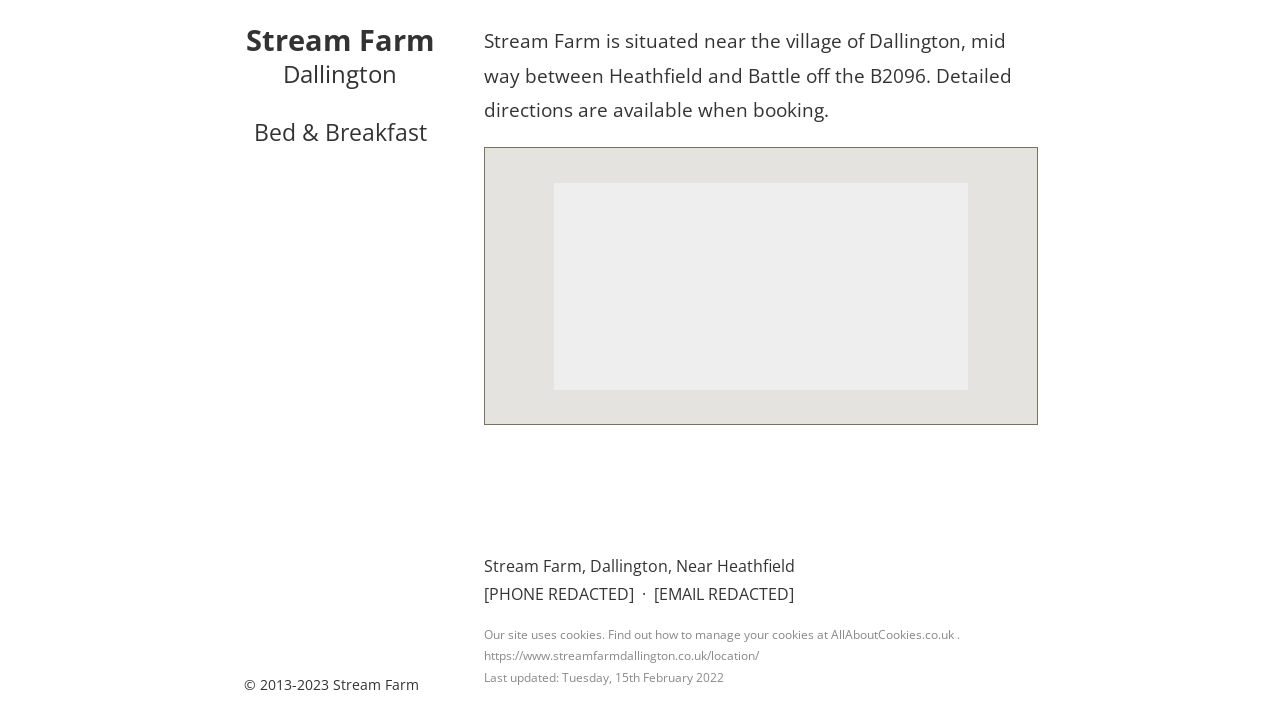 Stream Farm
Dallington
Bed & Breakfast
Stream Farm is situated near the village of Dallington, mid
way between Heathfield and Battle off the B2096. Detailed
directions are available when booking.
Stream Farm, Dallington, Near Heathfield
[PHONE REDACTED] · [EMAIL REDACTED]
Our site uses cookies. Find out how to manage your cookies at AllAboutCookies.co.uk .
https://www.streamfarmdallington.co.uk/location/
Last updated: Tuesday, 15th February 2022
© 2013-2023 Stream Farm